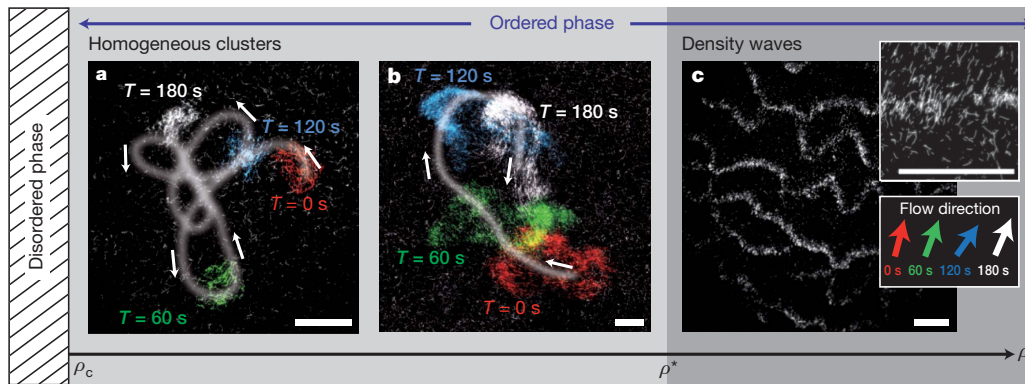 Ordered phase
Disordered phase
Homogeneous clusters
Density waves
a
T = 180 s
T = 120 s
T = 0 s
T = 60 s
b
T = 120 s
T = 180 s
T = 60 s
T = 0 s
c
Flow direction
0 s 60 s 120 s 180 s
ρc
ρ*
ρ